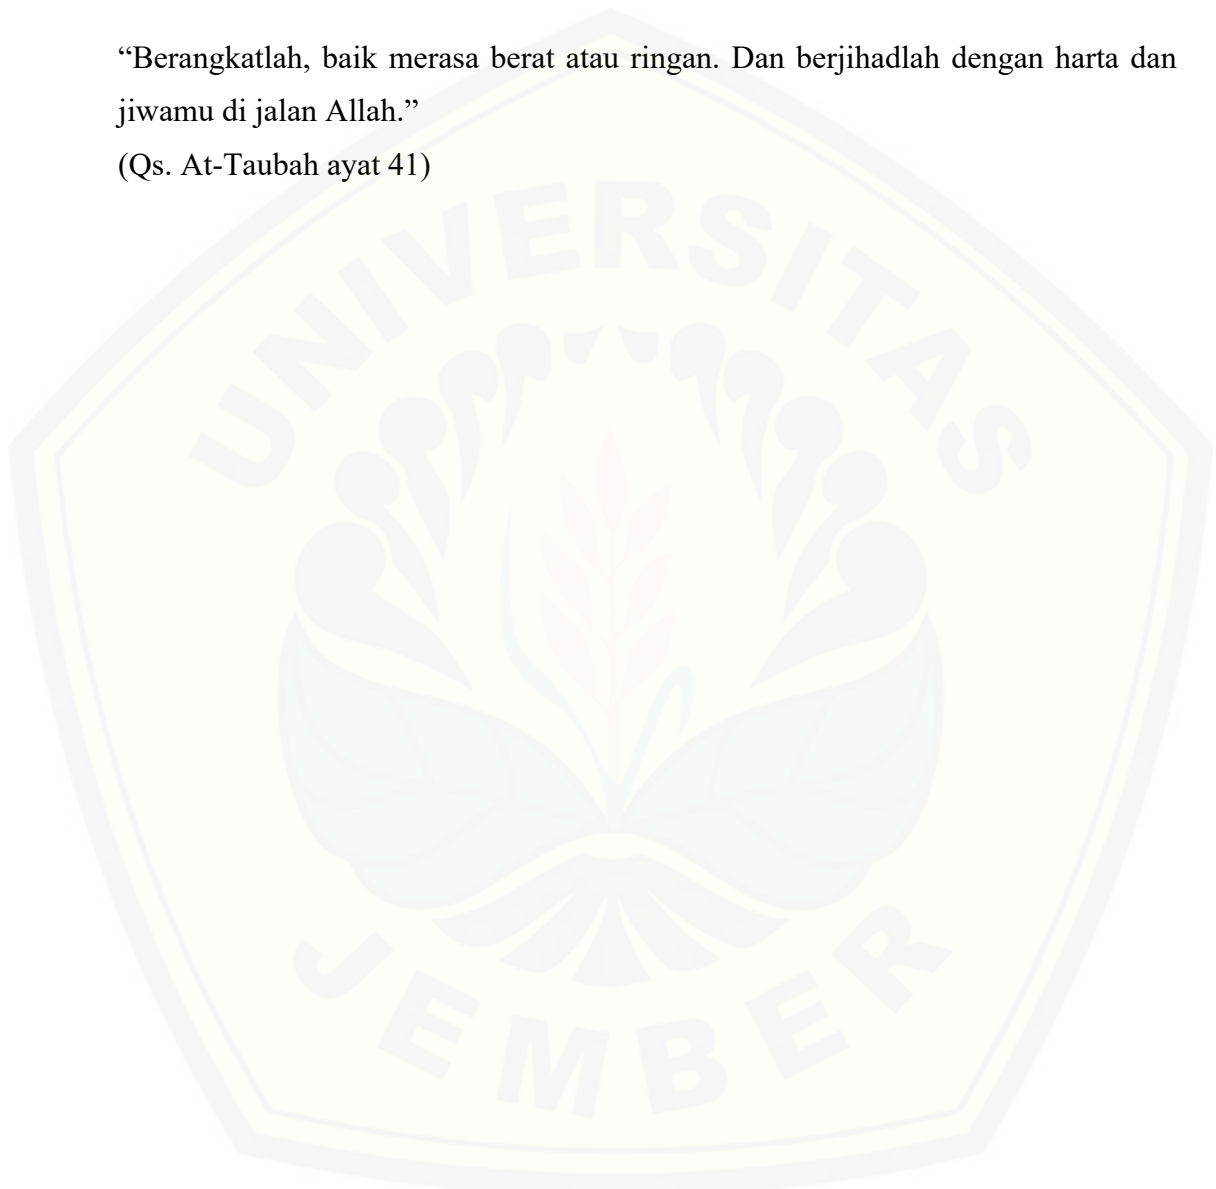 “Berangkatlah, baik merasa berat atau ringan. Dan berjihadlah dengan harta dan
jiwamu di jalan Allah.”
(Qs. At-Taubah ayat 41)
UNIVERSITAS
JEMBER